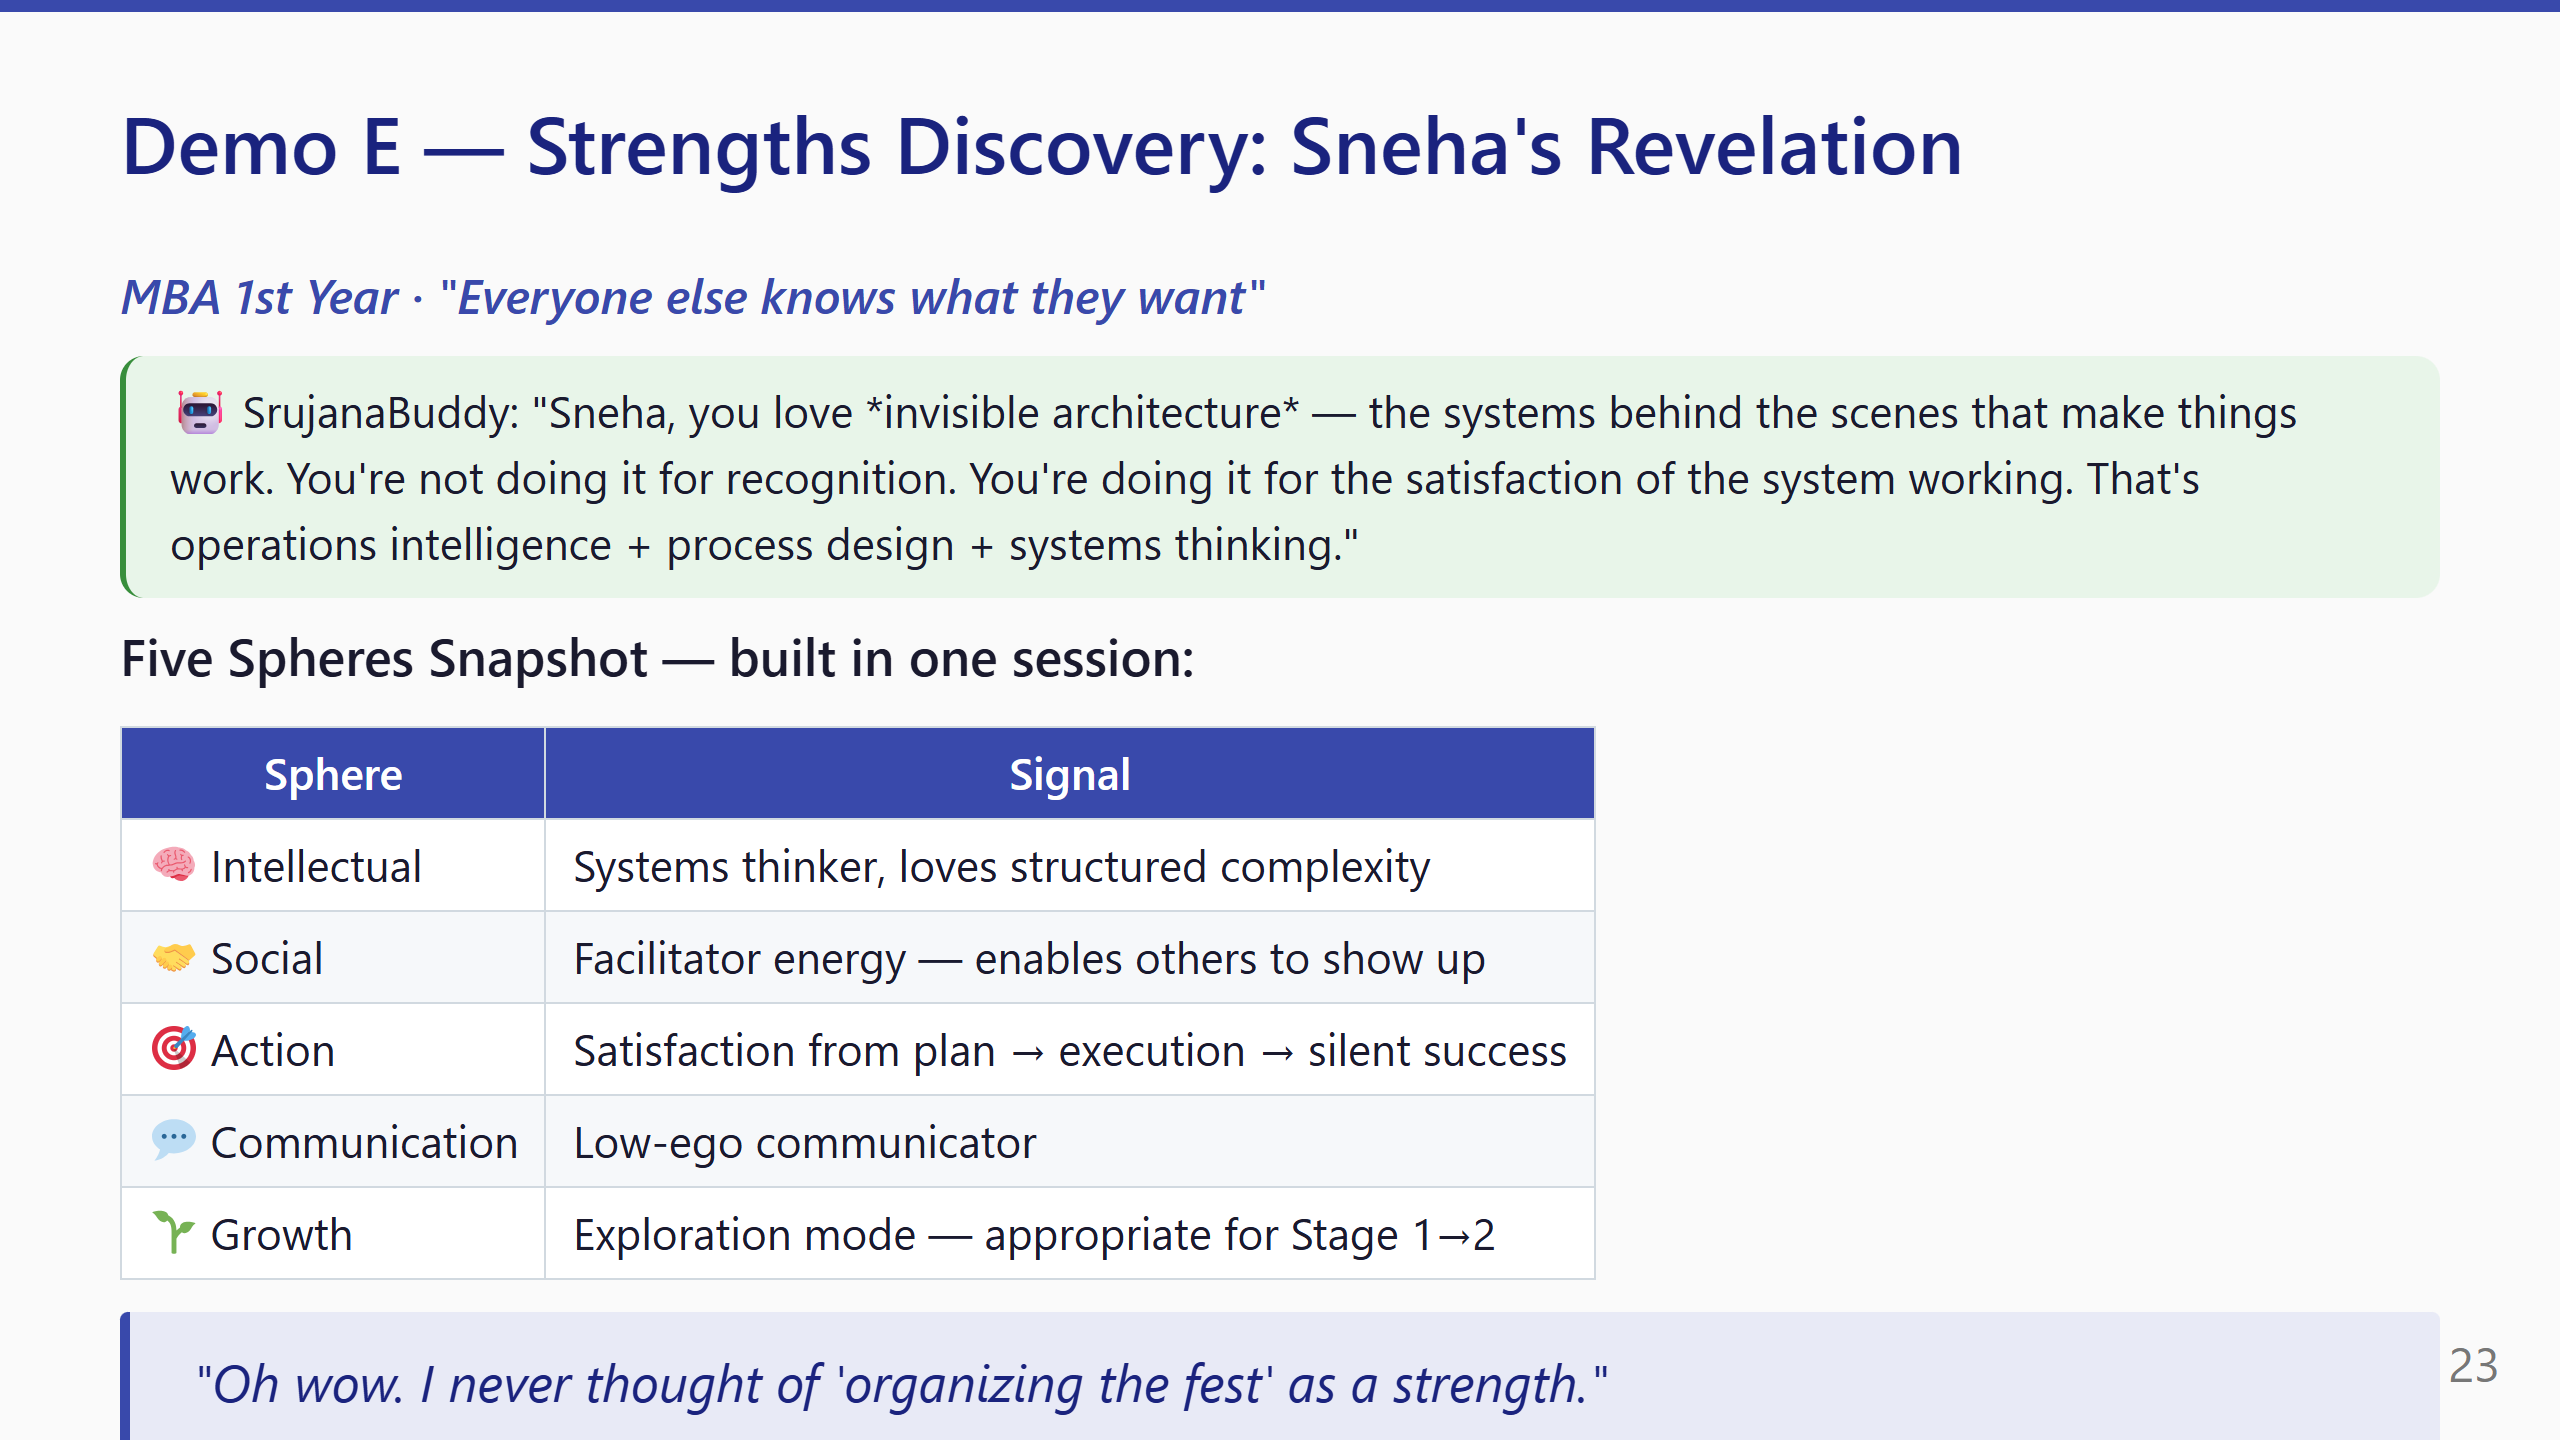 Demo E — Strengths Discovery: Sneha's Revelation
MBA 1st Year · "Everyone else knows what they want"
🤖 SrujanaBuddy: "Sneha, you love *invisible architecture* — the systems behind the scenes that make things
work. You're not doing it for recognition. You're doing it for the satisfaction of the system working. That's
operations intelligence + process design + systems thinking."
Five Spheres Snapshot — built in one session:
Sphere Signal
🧠 Intellectual Systems thinker, loves structured complexity
🤝 Social Facilitator energy — enables others to show up
🎯 Action Satisfaction from plan → execution → silent success
💬 Communication Low-ego communicator
🌱 Growth Exploration mode — appropriate for Stage 1→2
"Oh wow. I never thought of 'organizing the fest' as a strength."
23